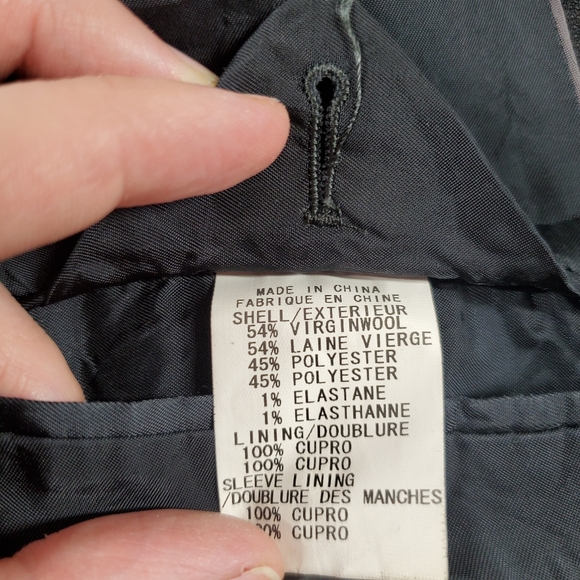 MADE IN CHINA
FABRIQUE EN CHINE
SHELL/EXTERIEUR
54% VIRGINWOOL
54% LAINE VIERGE
45% POLYESTER
45% POLYESTER
1% ELASTANE
1% ELASTHANNE
LINING/DOUBLURE
100% CUPRO
100% CUPRO
SLEEVE LINING
/DOUBLURE DES MANCHES
100% CUPRO
CUPRO